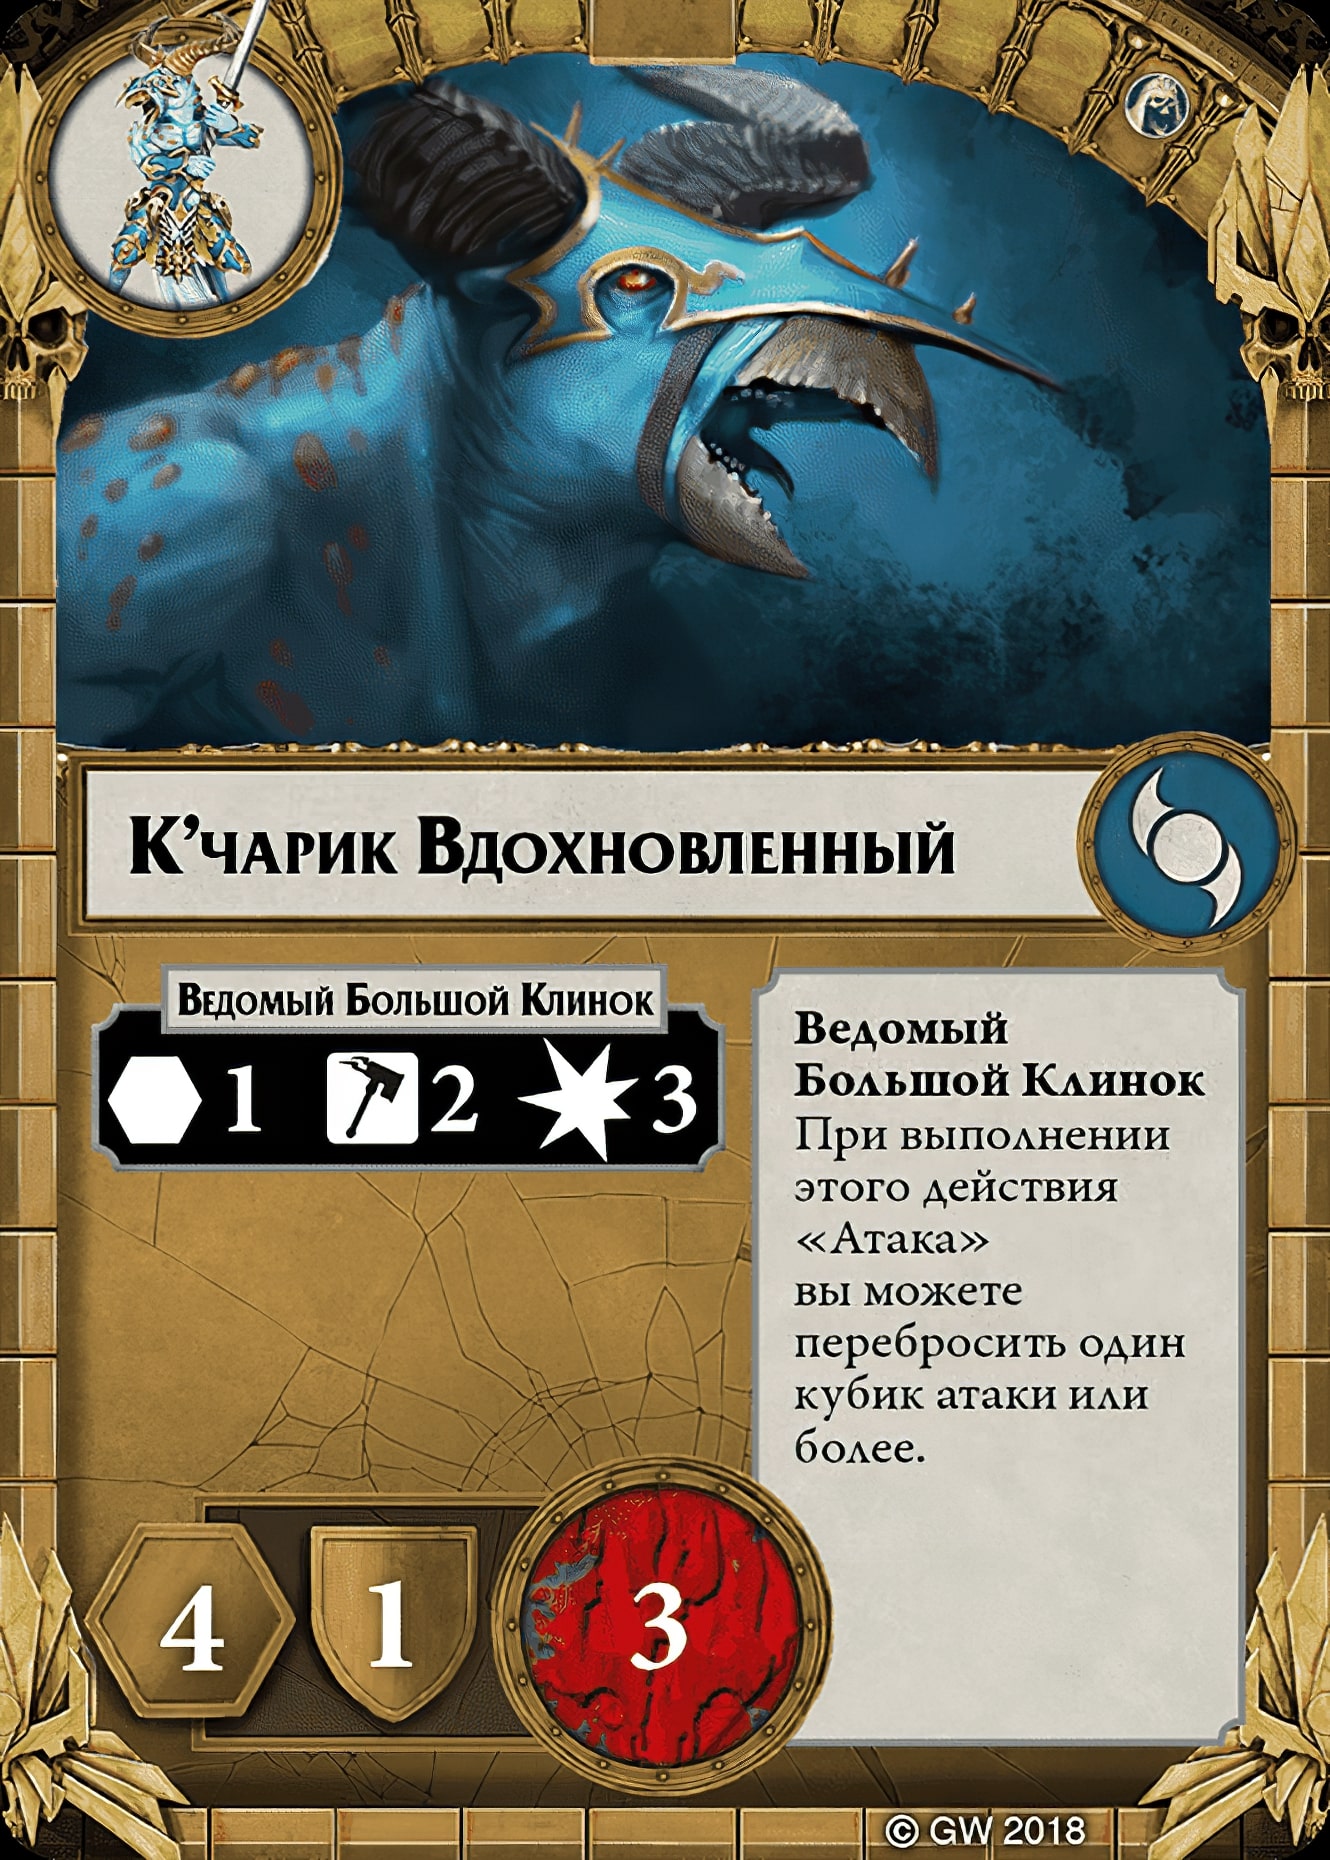 К’чарик Вдохновленный
Ведомый Большой Клинок
1 2 3
Ведомый
Большой Клинок
При выполнении
этого действия
«Атака»
вы можете
перебросить один
кубик атаки или
более.
4 1 3
© GW 2018